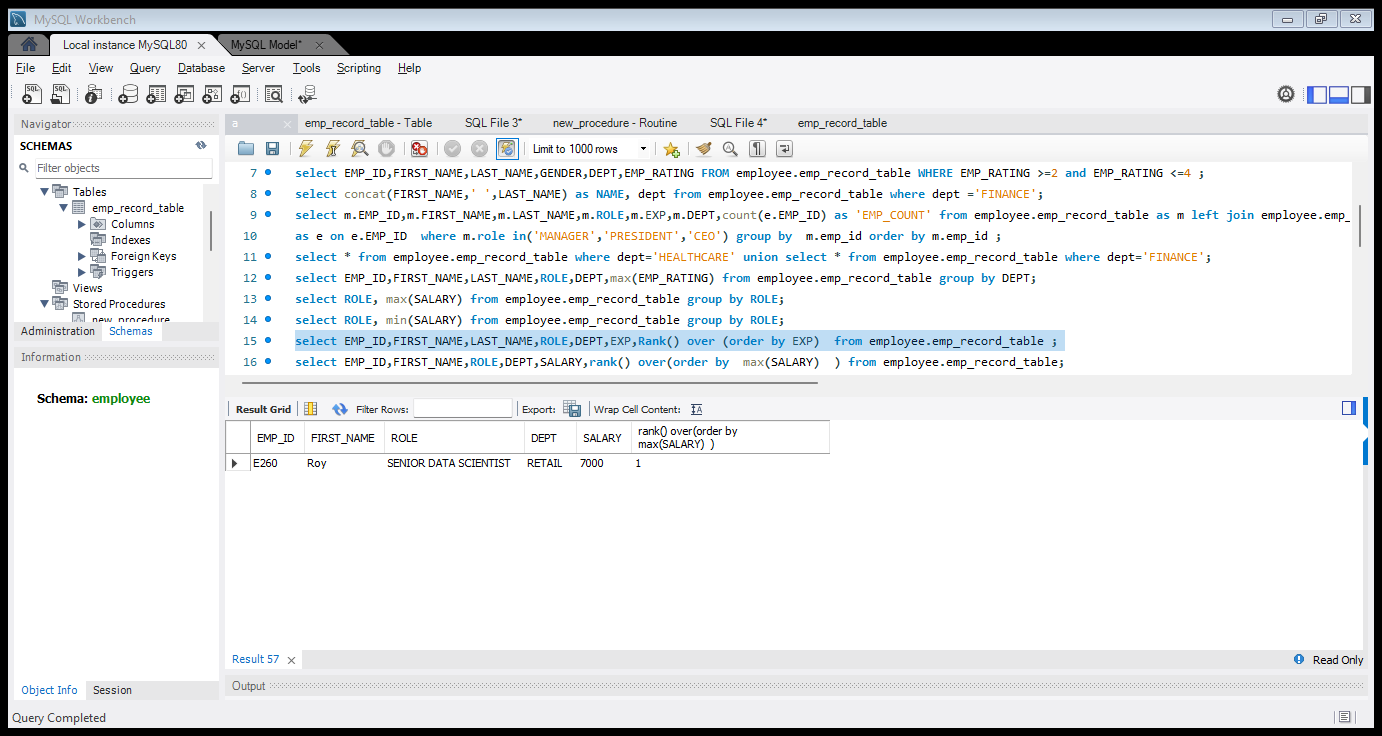 MySQL Workbench
Local instance MySQL80
MySQL Model*
File Edit View Query Database Server Tools Scripting Help
Navigator
SCHEMAS
Filter objects
Tables
emp_record_table
Columns
Indexes
Foreign Keys
Triggers
Views
Stored Procedures
new_procedure
Administration Schemas
Information
Schema: employee
Object Info Session
Query Completed
a emp_record_table - Table SQL File 3* new_procedure - Routine SQL File 4* emp_record_table
Limit to 1000 rows
7 select EMP_ID,FIRST_NAME,LAST_NAME,GENDER,DEPT,EMP_RATING FROM employee.emp_record_table WHERE EMP_RATING >=2 and EMP_RATING <=4 ;
8 select concat(FIRST_NAME,' ',LAST_NAME) as NAME, dept from employee.emp_record_table where dept ='FINANCE';
9 select m.EMP_ID,m.FIRST_NAME,m.LAST_NAME,m.ROLE,m.EXP,m.DEPT,count(e.EMP_ID) as 'EMP_COUNT' from employee.emp_record_table as m left join employee.emp_
10 as e on e.EMP_ID  where m.role in('MANAGER','PRESIDENT','CEO') group by  m.emp_id order by m.emp_id ;
11 select * from employee.emp_record_table where dept='HEALTHCARE' union select * from employee.emp_record_table where dept='FINANCE';
12 select EMP_ID,FIRST_NAME,LAST_NAME,ROLE,DEPT,max(EMP_RATING) from employee.emp_record_table group by DEPT;
13 select ROLE, max(SALARY) from employee.emp_record_table group by ROLE;
14 select ROLE, min(SALARY) from employee.emp_record_table group by ROLE;
15 select EMP_ID,FIRST_NAME,LAST_NAME,ROLE,DEPT,EXP,Rank() over (order by EXP)  from employee.emp_record_table ;
16 select EMP_ID,FIRST_NAME,ROLE,DEPT,SALARY,rank() over(order by  max(SALARY)  ) from employee.emp_record_table;
Result Grid Filter Rows: Export: Wrap Cell Content:
EMP_ID FIRST_NAME ROLE DEPT SALARY rank() over(order by
max(SALARY) )
E260 Roy SENIOR DATA SCIENTIST RETAIL 7000 1
Result 57
Read Only
Output